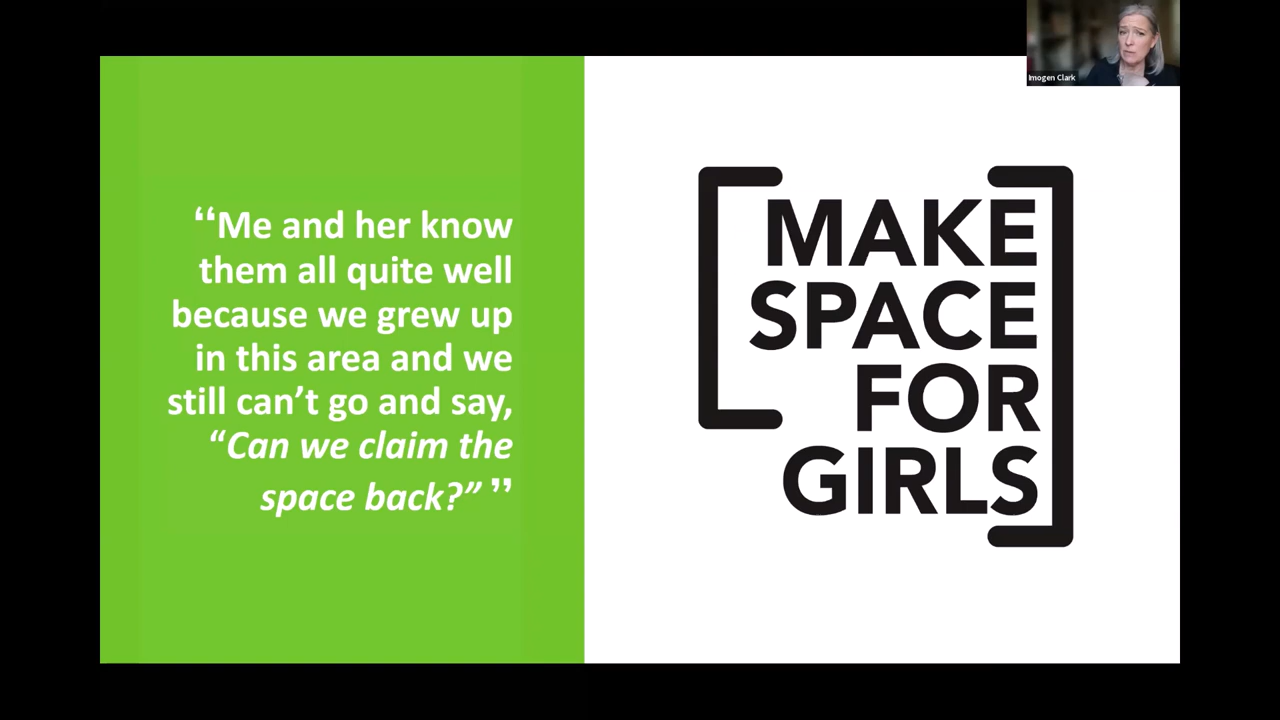 “Me and her know
them all quite well
because we grew up
in this area and we
still can’t go and say,
“Can we claim the
space back?” ”
MAKE
SPACE
FOR
GIRLS
Imogen Clark